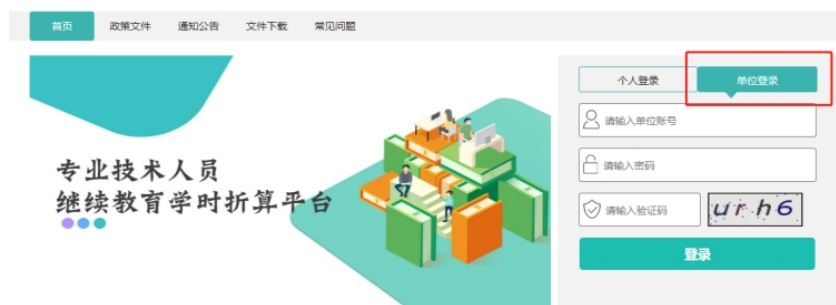 首页 政策文件 通知公告 文件下载 常见问题
个人登录 单位登录
请输入单位账号
请输入密码
请输入验证码 urh6
登录
专业技术人员
继续教育学时折算平台